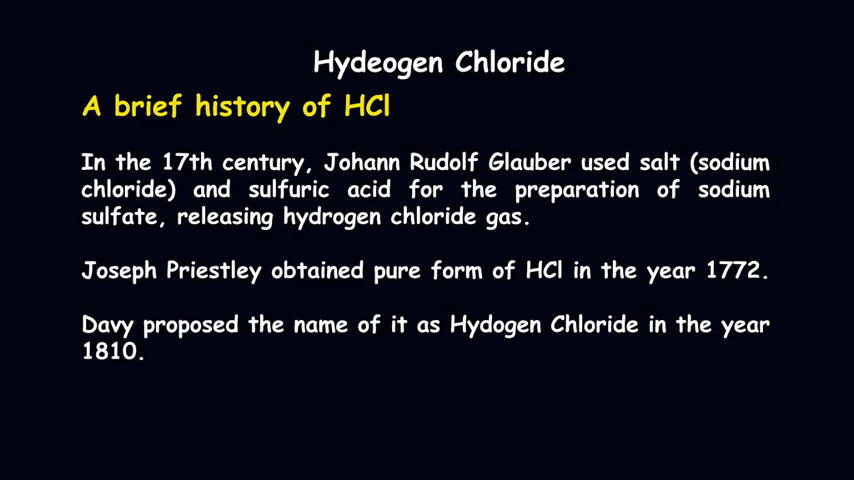 Hydeogen Chloride
A brief history of HCl
In the 17th century, Johann Rudolf Glauber used salt (sodium
chloride) and sulfuric acid for the preparation of sodium
sulfate, releasing hydrogen chloride gas.
Joseph Priestley obtained pure form of HCl in the year 1772.
Davy proposed the name of it as Hydogen Chloride in the year
1810.